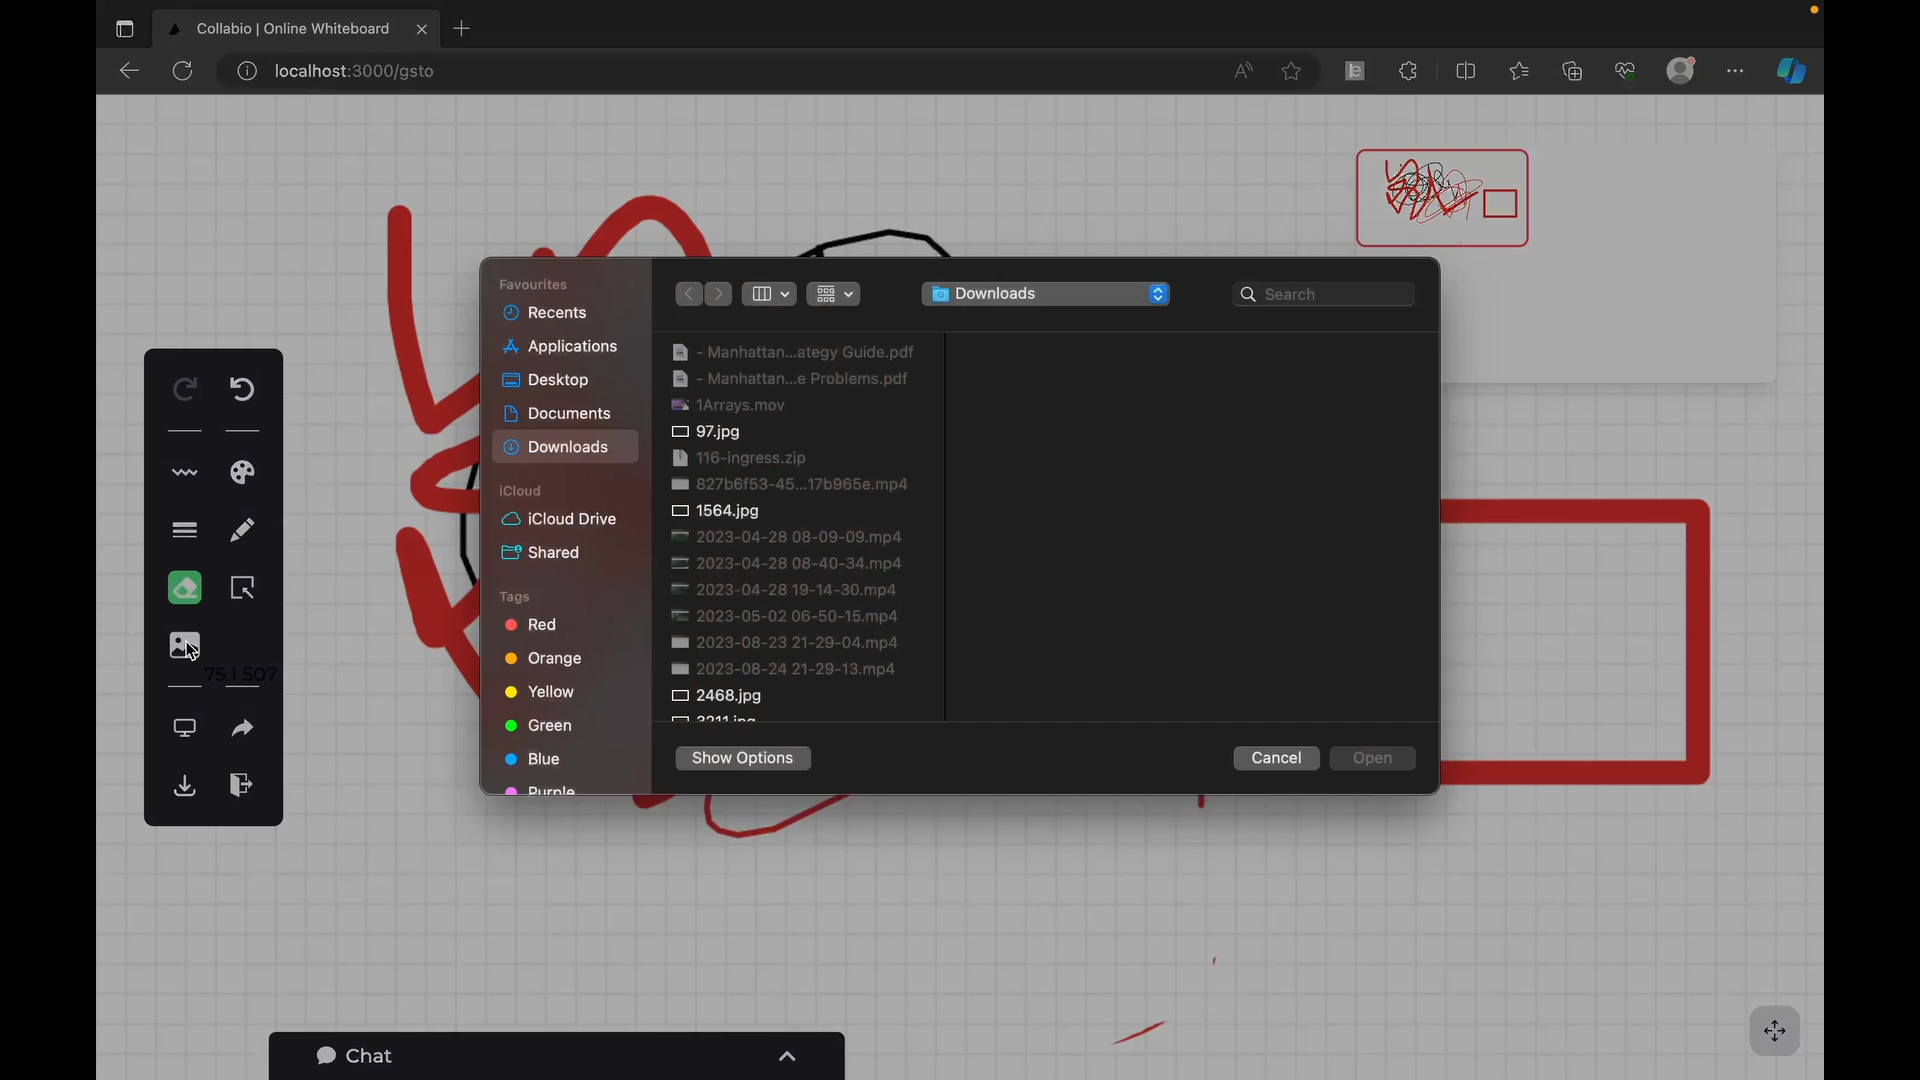 Collabio | Online Whiteboard
localhost:3000/gsto
Favourites
Recents
Applications
Desktop
Documents
Downloads
iCloud
iCloud Drive
Shared
Tags
Red
Orange
Yellow
Green
Blue
Purple
Downloads
Search
- Manhattan...ategy Guide.pdf
- Manhattan...e Problems.pdf
1Arrays.mov
97.jpg
116-ingress.zip
827b6f53-45...17b965e.mp4
1564.jpg
2023-04-28 08-09-09.mp4
2023-04-28 08-40-34.mp4
2023-04-28 19-14-30.mp4
2023-05-02 06-50-15.mp4
2023-08-23 21-29-04.mp4
2023-08-24 21-29-13.mp4
2468.jpg
3211.jpg
Show Options
Cancel
Open
75 | 507
Chat